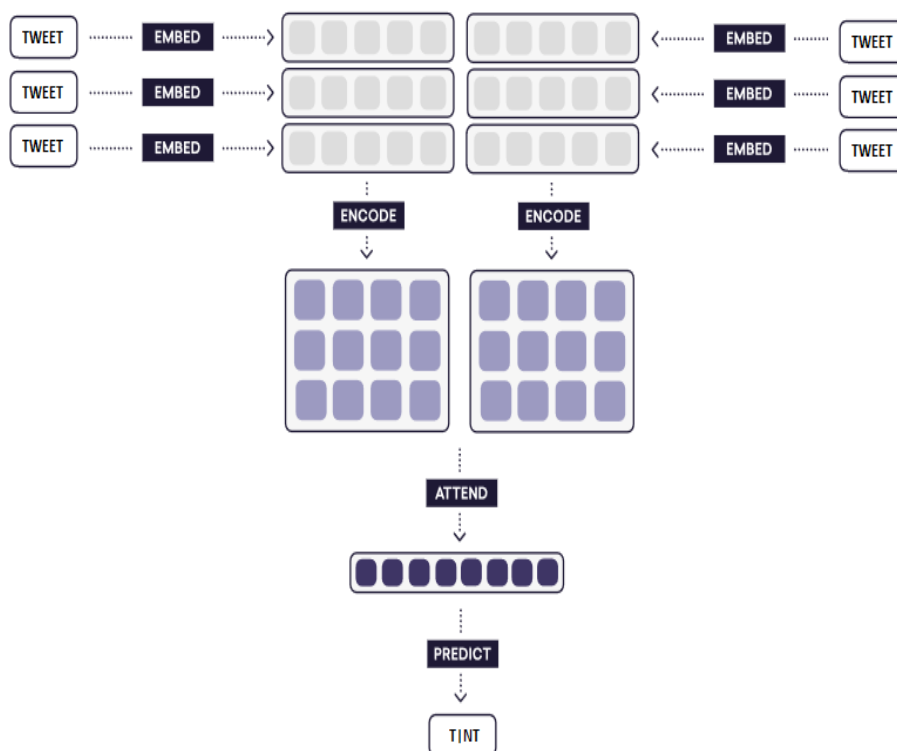 TWEET EMBED EMBED TWEET
TWEET EMBED EMBED TWEET
TWEET EMBED EMBED TWEET
ENCODE ENCODE
ATTEND
PREDICT
T|NT